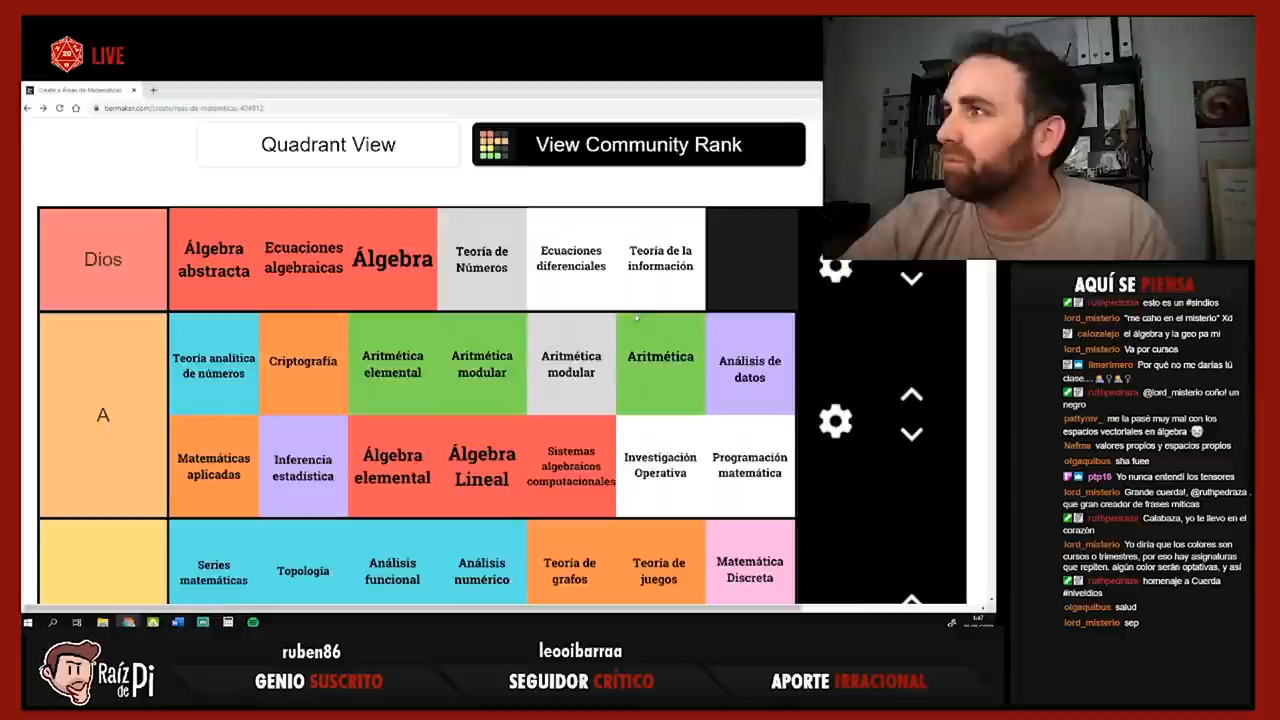 20
LIVE
Create a Áreas de Matemáticas
tiermaker.com/create/reas-de-matemticas-404812
Quadrant View
View Community Rank
Dios
Álgebra
abstracta
Ecuaciones
algebraicas
Álgebra
Teoría de
Números
Ecuaciones
diferenciales
Teoría de la
información
A
Teoría analítica
de números
Criptografía
Aritmética
elemental
Aritmética
modular
Aritmética
modular
Aritmética
Análisis de
datos
Matemáticas
aplicadas
Inferencia
estadística
Álgebra
elemental
Álgebra
Lineal
Sistemas
algebraicos
computacionales
Investigación
Operativa
Programación
matemática
Series
matemáticas
Topología
Análisis
funcional
Análisis
numérico
Teoría de
grafos
Teoría de
juegos
Matemática
Discreta
AQUÍ SE PIENSA
ruthpedraza esto es un #sindios
lord_misterio "me caho en el misterio" Xd
calozalejo el álgebra y la geo pa mi
lord_misterio Va por cursos
ilmerimero Por qué no me darías tú
clase....
ruthpedraza @lord_misterio coño! un
negro
pattymv_ me la pasé muy mal con los
espacios vectoriales en álgebra
Nafma valores propios y espacios propios
olgaquibus sha fuee
ptp16 Yo nunca entendí los tensores
lord_misterio Grande cuerda!, @ruthpedraza .
que gran creador de frases míticas
ruthpedraza Calabaza, yo te llevo en el
corazón
lord_misterio Yo diría que los colores son
cursos o trimestres, por eso hay asignaturas
que repiten. algún color serán optativas, y así
ruthpedraza homenaje a Cuerda
#niveldios
olgaquibus salud
lord_misterio sep
1:47
Raíz
de Pi
ruben86
GENIO SUSCRITO
leooibarraa
SEGUIDOR CRÍTICO
APORTE IRRACIONAL